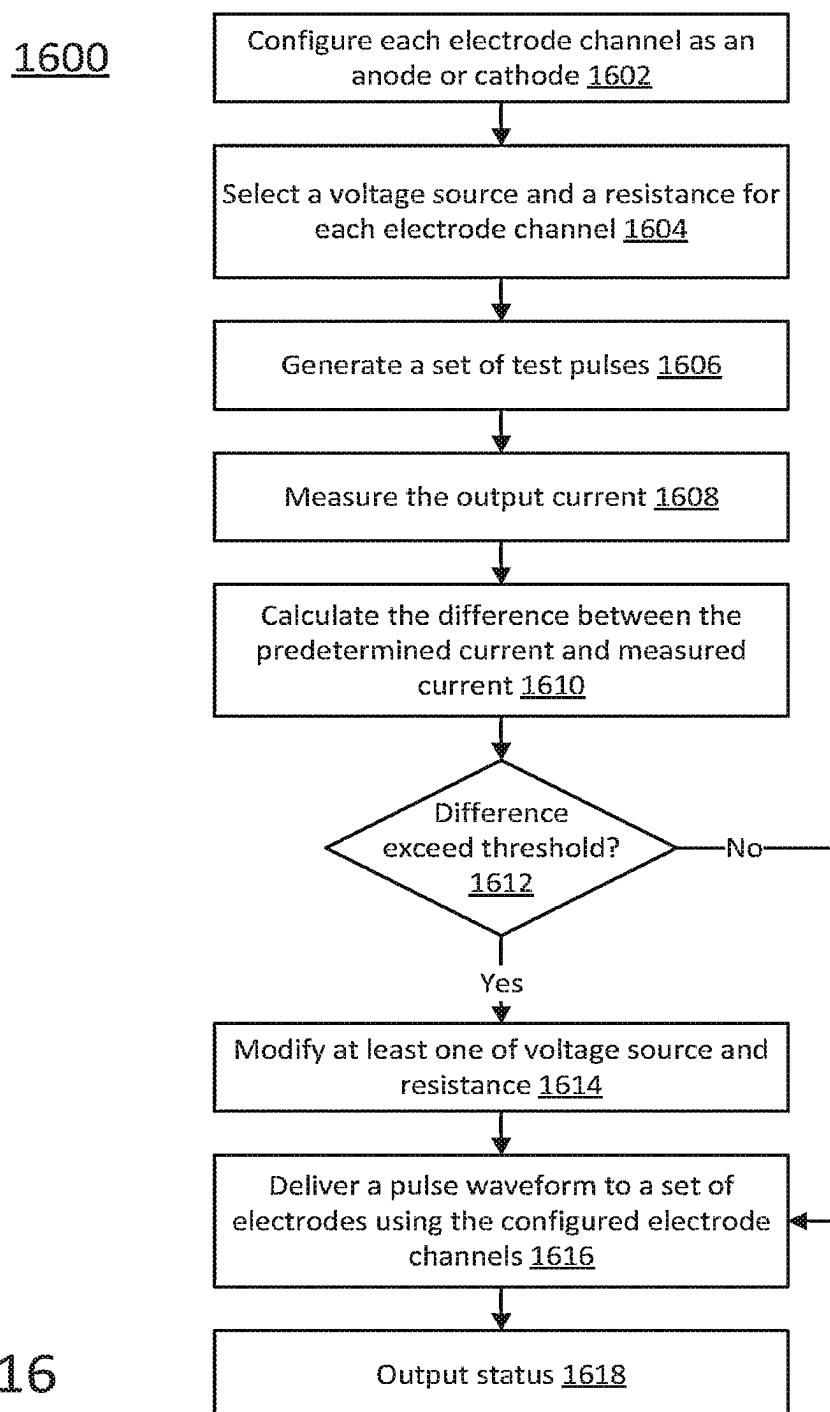 1600
Configure each electrode channel as an
anode or cathode 1602
Select a voltage source and a resistance for
each electrode channel 1604
Generate a set of test pulses 1606
Measure the output current 1608
Calculate the difference between the
predetermined current and measured
current 1610
Difference
exceed threshold?
1612
No
Yes
Modify at least one of voltage source and
resistance 1614
Deliver a pulse waveform to a set of
electrodes using the configured electrode
channels 1616
Output status 1618
16